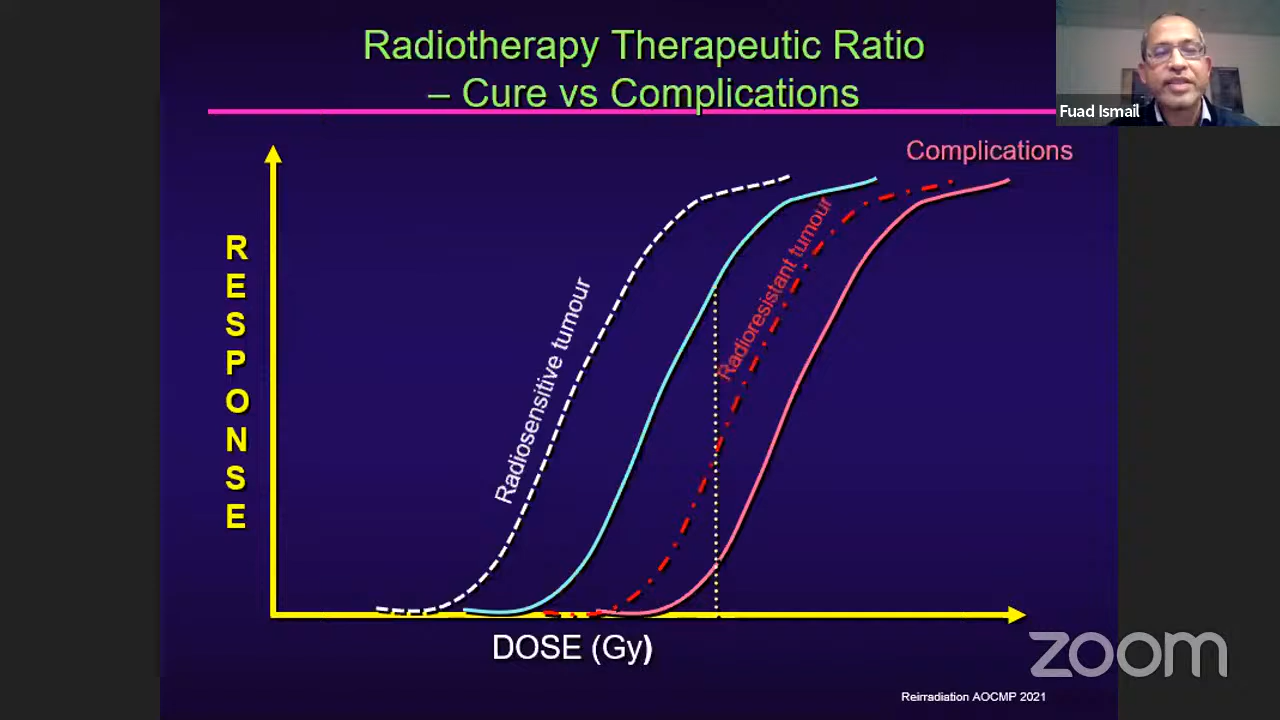 Radiotherapy Therapeutic Ratio
– Cure vs Complications
Fuad Ismail
Complications
RESPONSE
Radiosensitive tumour
Radioresistant tumour
DOSE (Gy)
zoom
Reirradiation AOCMP 2021